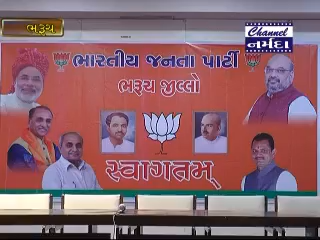 ભરૂચ
Channel
નર્મદા
ભારતીય જનતા પાર્ટી
ભરૂચ જીલ્લો
સ્વાગતમ્